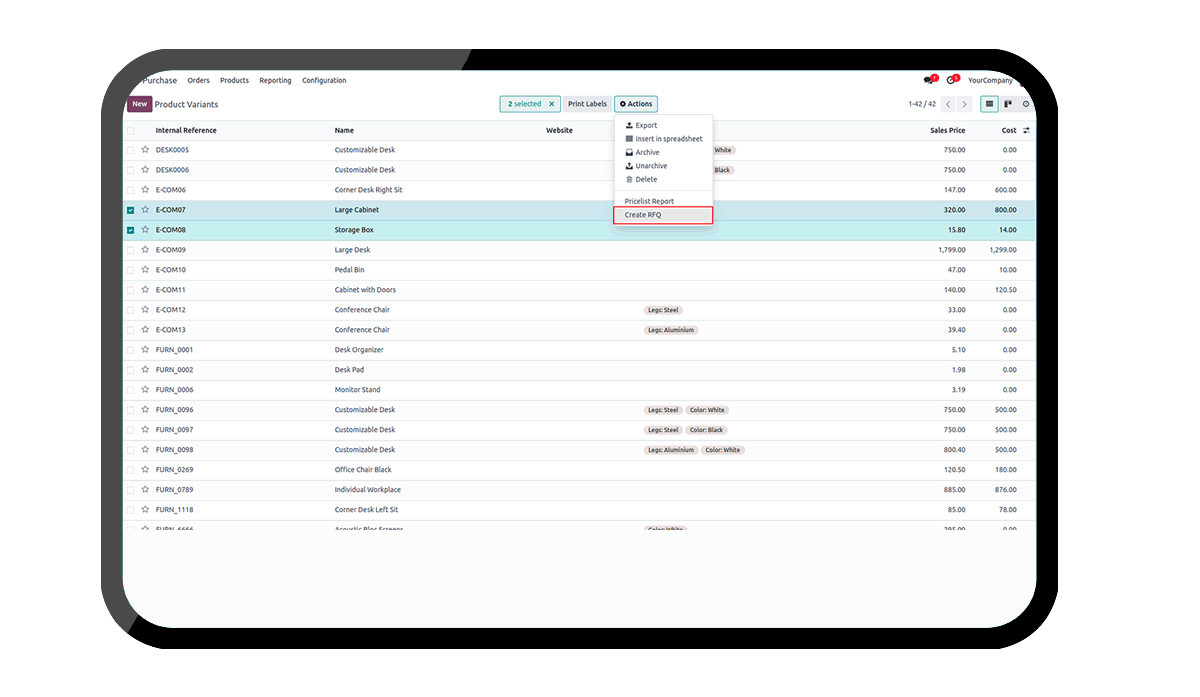 Purchase Orders Products Reporting Configuration 7 5 YourCompany
New Product Variants 2 selected × Print Labels Actions 1-42 / 42
Internal Reference Name Website Sales Price Cost
Export
Insert in spreadsheet
Archive
Unarchive
Delete
Pricelist Report
Create RFQ
DESK0005 Customizable Desk White 750.00 0.00
DESK0006 Customizable Desk Black 750.00 0.00
E-COM06 Corner Desk Right Sit 147.00 600.00
E-COM07 Large Cabinet 320.00 800.00
E-COM08 Storage Box 15.80 14.00
E-COM09 Large Desk 1,799.00 1,299.00
E-COM10 Pedal Bin 47.00 10.00
E-COM11 Cabinet with Doors 140.00 120.50
E-COM12 Conference Chair Legs: Steel 33.00 0.00
E-COM13 Conference Chair Legs: Aluminium 39.40 0.00
FURN_0001 Desk Organizer 5.10 0.00
FURN_0002 Desk Pad 1.98 0.00
FURN_0006 Monitor Stand 3.19 0.00
FURN_0096 Customizable Desk Legs: Steel Color: White 750.00 500.00
FURN_0097 Customizable Desk Legs: Steel Color: Black 750.00 500.00
FURN_0098 Customizable Desk Legs: Aluminium Color: White 800.40 500.00
FURN_0269 Office Chair Black 120.50 180.00
FURN_0789 Individual Workplace 885.00 876.00
FURN_1118 Corner Desk Left Sit 85.00 78.00
FURN_6666 Acoustic Bloc Screens Color: White 295.00 0.00